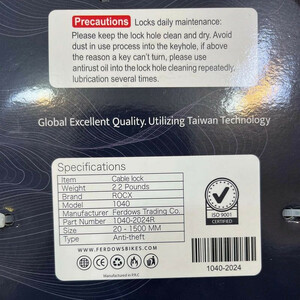 Precautions Locks daily maintenance:
Please keep the lock hole clean and dry. Avoid
dust in use process into the keyhole, if above
the reason a key can't turn, please use
antirust oil into the lock hole cleaning repeatedly,
lubrication several times.
Global Excellent Quality. Utilizing Taiwan Technology
Specifications
Item Cable lock
Weight 2.2 Pounds
Brand ROCX
Model 1040
Manufacturer Ferdows Trading Co.
Part Number 1040-2024R
Size 20 - 1500 MM
Type Anti-theft
FERDOWSBIKES.COM
Manufactured in P.R.C
ISO 9001
CERTIFIED
1040-2024